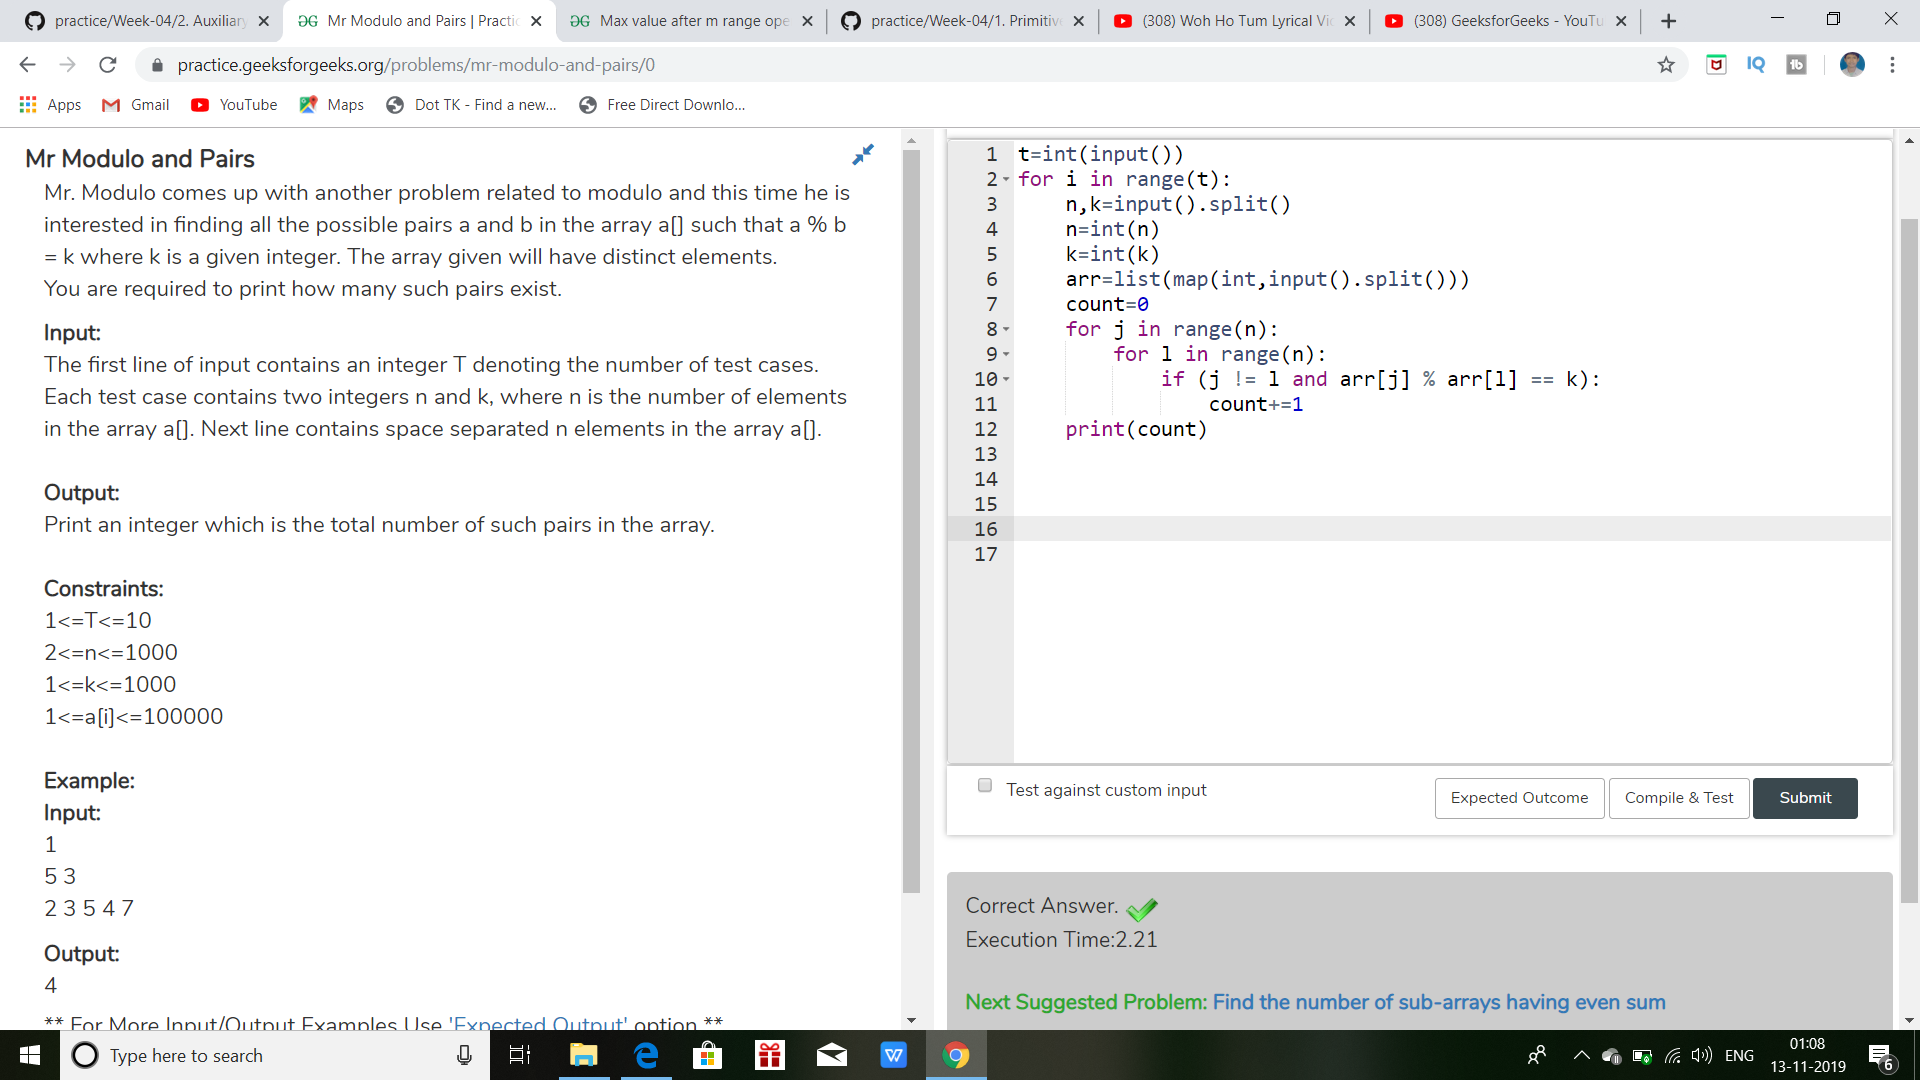 practice/Week-04/2. Auxiliary
Mr Modulo and Pairs | Practic
Max value after m range ope
practice/Week-04/1. Primitiv
(308) Woh Ho Tum Lyrical Vi
(308) GeeksforGeeks - YouTu
practice.geeksforgeeks.org/problems/mr-modulo-and-pairs/0
IQ
Apps
Gmail
YouTube
Maps
Dot TK - Find a new...
Free Direct Downlo...
Mr Modulo and Pairs
Mr. Modulo comes up with another problem related to modulo and this time he is
interested in finding all the possible pairs a and b in the array a[] such that a % b
= k where k is a given integer. The array given will have distinct elements.
You are required to print how many such pairs exist.
Input:
The first line of input contains an integer T denoting the number of test cases.
Each test case contains two integers n and k, where n is the number of elements
in the array a[]. Next line contains space separated n elements in the array a[].
Output:
Print an integer which is the total number of such pairs in the array.
Constraints:
1<=T<=10
2<=n<=1000
1<=k<=1000
1<=a[i]<=100000
Example:
Input:
1
5 3
2 3 5 4 7
Output:
4
** For More Input/Output Examples Use 'Expected Output' option **
1 t=int(input())
2 for i in range(t):
3     n,k=input().split()
4     n=int(n)
5     k=int(k)
6     arr=list(map(int,input().split()))
7     count=0
8     for j in range(n):
9         for l in range(n):
10             if (j != l and arr[j] % arr[l] == k):
11                 count+=1
12     print(count)
13
14
15
16
17
Test against custom input
Expected Outcome
Compile & Test
Submit
Correct Answer.
Execution Time:2.21
Next Suggested Problem: Find the number of sub-arrays having even sum
Type here to search
ENG
01:08
13-11-2019
6